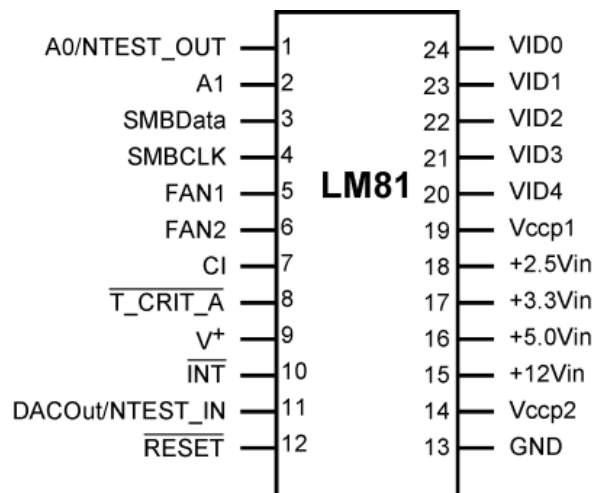 A0/NTEST_OUT 1 24 VID0
A1 2 23 VID1
SMBData 3 22 VID2
SMBCLK 4 21 VID3
FAN1 5 LM81 20 VID4
FAN2 6 19 Vccp1
CI 7 18 +2.5Vin
T_CRIT_A 8 17 +3.3Vin
V+ 9 16 +5.0Vin
INT 10 15 +12Vin
DACOut/NTEST_IN 11 14 Vccp2
RESET 12 13 GND